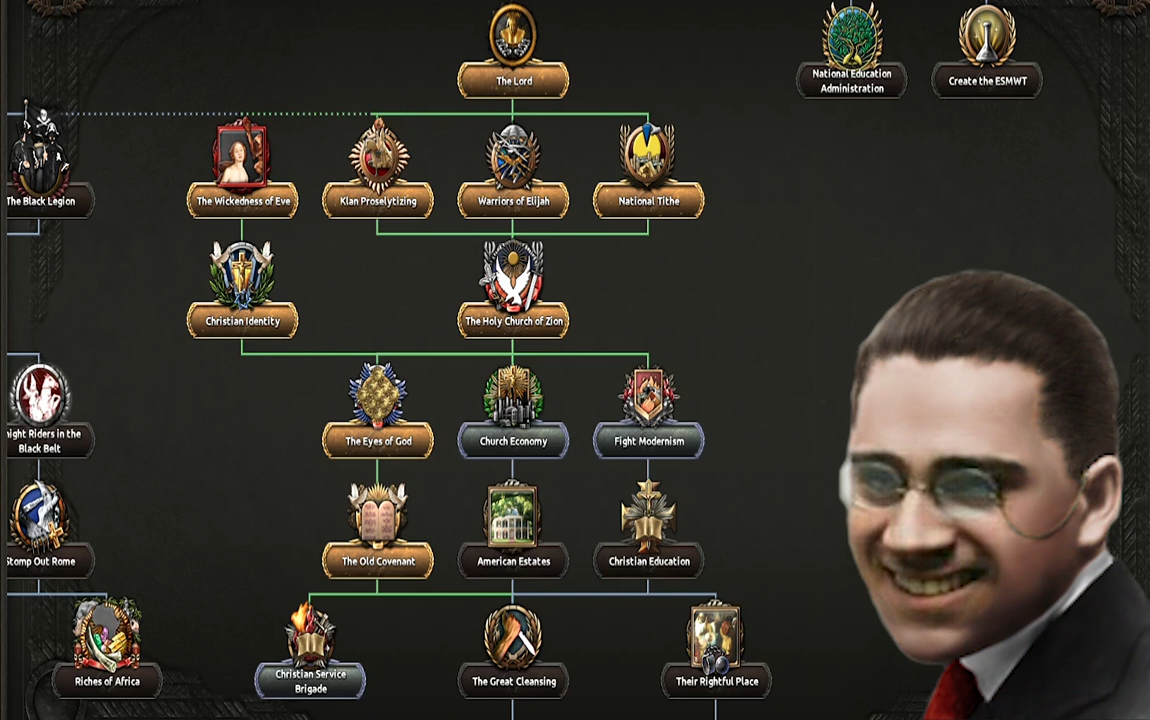 The Lord
National Education
Administration
Create the ESMWT
The Black Legion
The Wickedness of Eve
Klan Proselytizing
Warriors of Elijah
National Tithe
Christian Identity
The Holy Church of Zion
night Riders in the
Black Belt
The Eyes of God
Church Economy
Fight Modernism
Stomp Out Rome
The Old Covenant
American Estates
Christian Education
Riches of Africa
Christian Service
Brigade
The Great Cleansing
Their Rightful Place